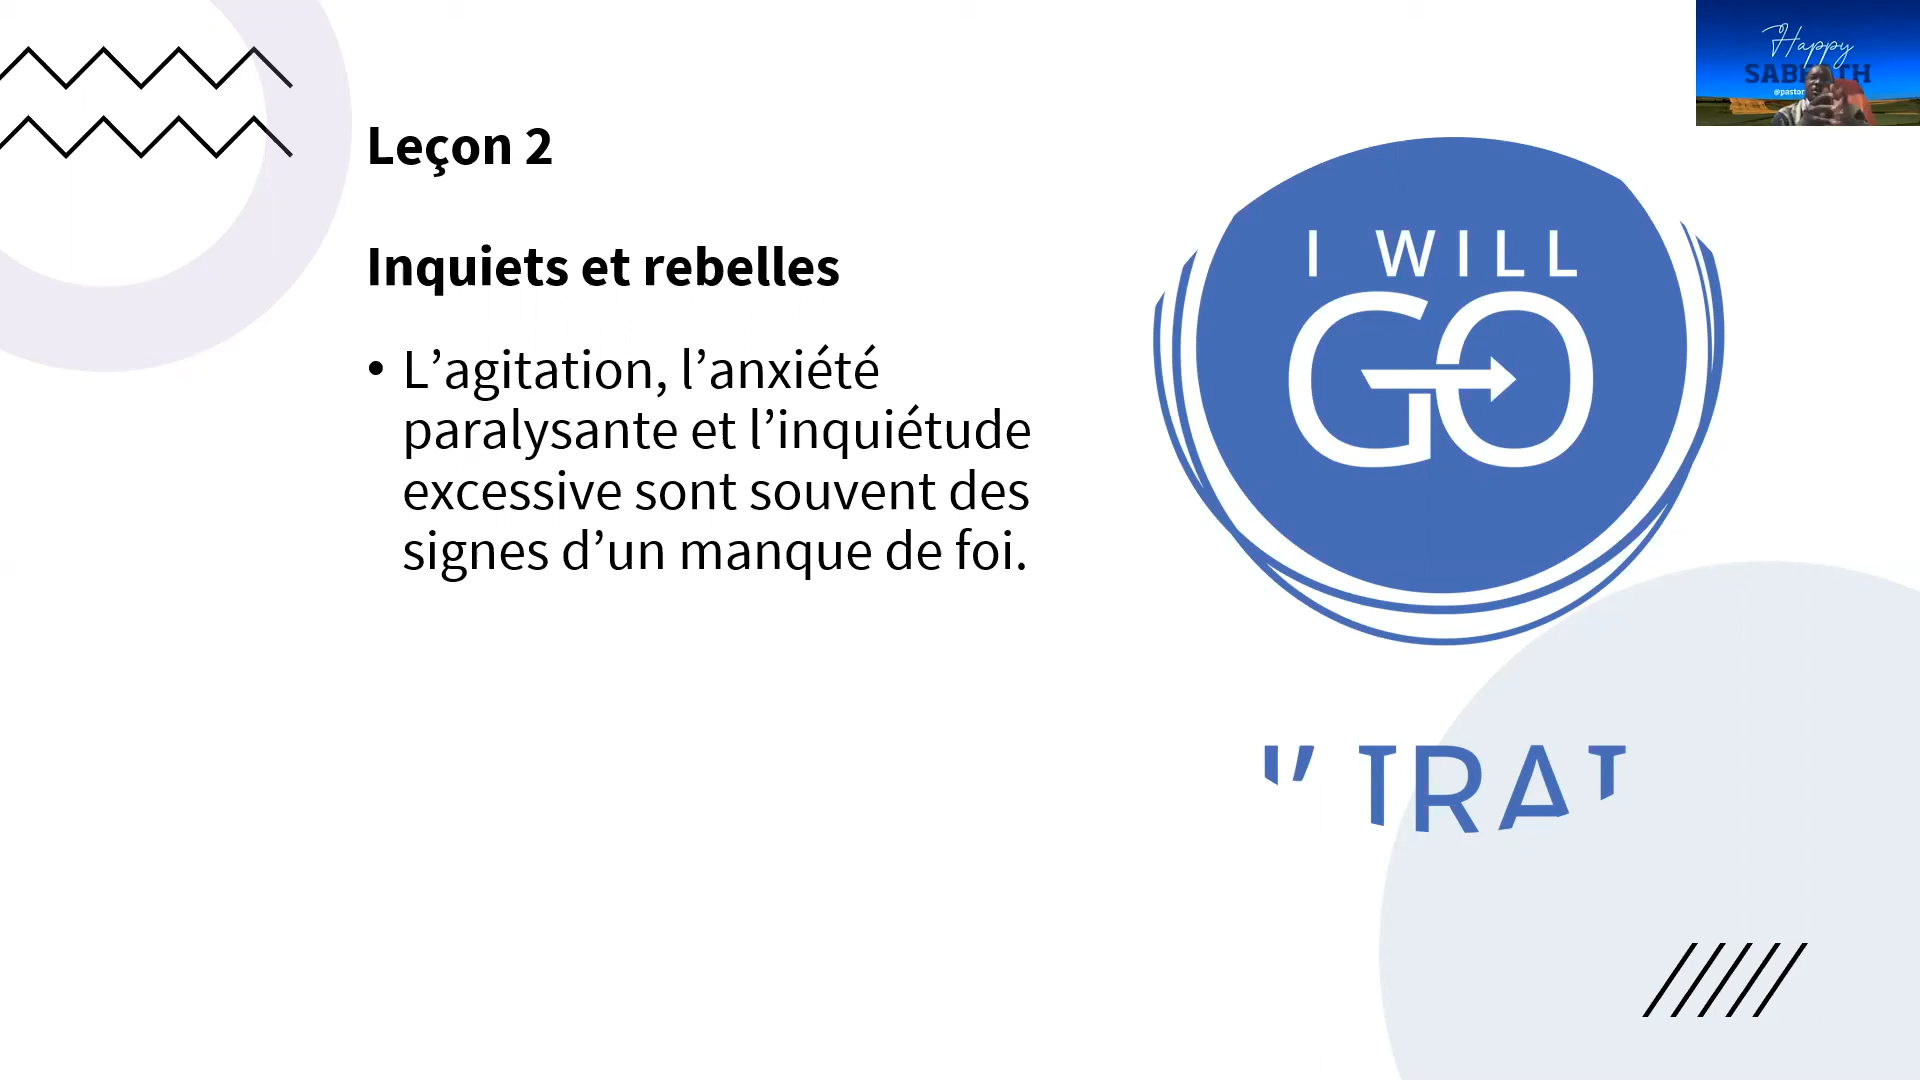 Happy
SABBATH
@pastor
Leçon 2
Inquiets et rebelles
• L’agitation, l’anxiété
paralysante et l’inquiétude
excessive sont souvent des
signes d’un manque de foi.
I WILL
GO